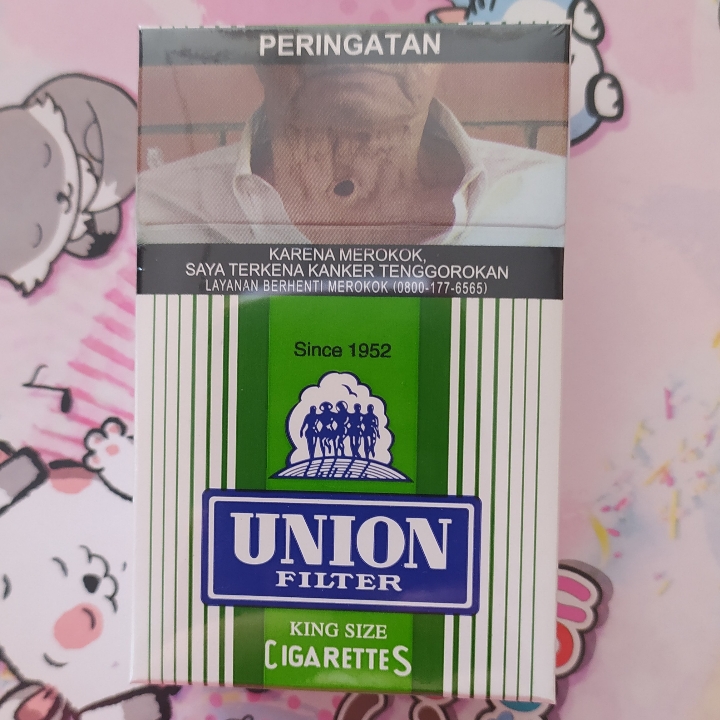 PERINGATAN
KARENA MEROKOK,
SAYA TERKENA KANKER TENGGOROKAN
LAYANAN BERHENTI MEROKOK (0800-177-6565)
Since 1952
UNION
FILTER
KING SIZE
CIGARETTES